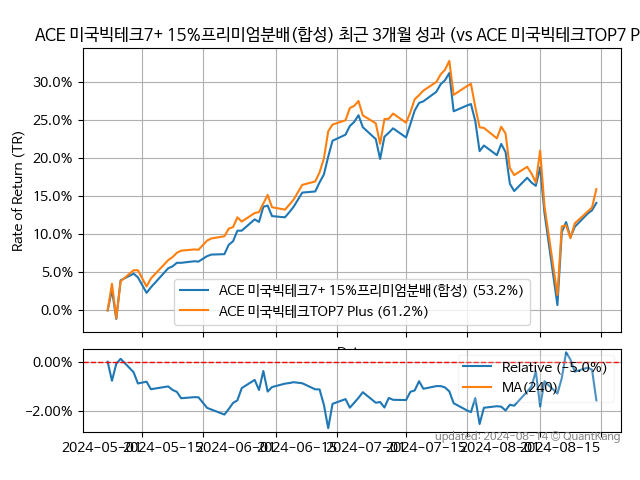 ACE 미국빅테크7+ 15%프리미엄분배(합성) 최근 3개월 성과 (vs ACE 미국빅테크TOP7 P
Rate of Return (TR)
30.0%
25.0%
20.0%
15.0%
10.0%
5.0%
0.0%
ACE 미국빅테크7+ 15%프리미엄분배(합성) (53.2%)
ACE 미국빅테크TOP7 Plus (61.2%)
0.00%
−2.00%
Relative (−5.0%)
MA(240)
2024−05−01 2024−05−15 2024−06−01 2024−06−15 2024−07−01 2024−07−15 2024−08−01 2024−08−15
updated: 2024−08−14 © QuantKang